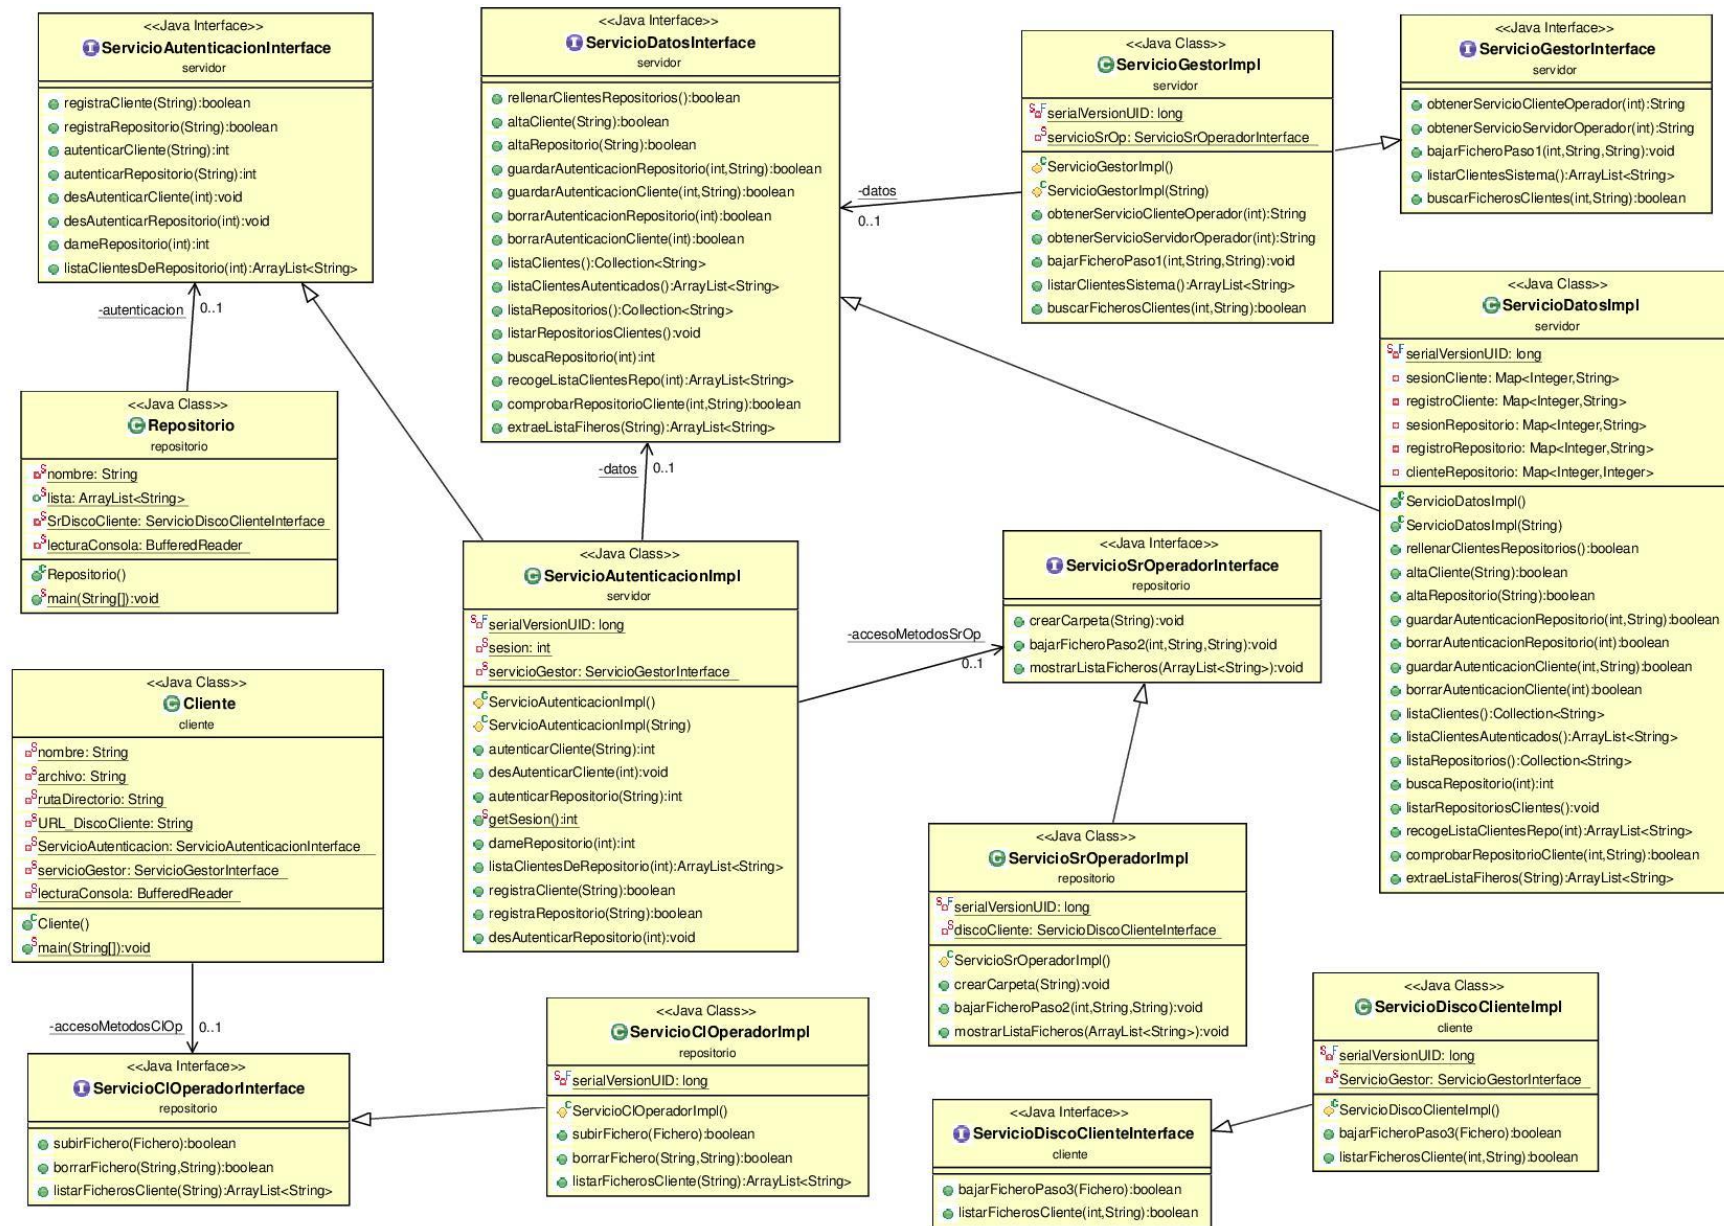 <<Java Interface>>
ServicioAutenticacionInterface
servidor
registraCliente(String):boolean
registraRepositorio(String):boolean
autenticarCliente(String):int
autenticarRepositorio(String):int
desAutenticarCliente(int):void
desAutenticarRepositorio(int):void
dameRepositorio(int):int
listaClientesDeRepositorio(int):ArrayList<String>
-autenticacion
0..1
<<Java Class>>
Repositorio
repositorio
nombre: String
lista: ArrayList<String>
SrDiscoCliente: ServicioDiscoClienteInterface
lecturaConsola: BufferedReader
Repositorio()
main(String[]):void
<<Java Class>>
Cliente
cliente
nombre: String
archivo: String
rutaDirectorio: String
URL_DiscoCliente: String
ServicioAutenticacion: ServicioAutenticacionInterface
servicioGestor: ServicioGestorInterface
lecturaConsola: BufferedReader
Cliente()
main(String[]):void
-accesoMetodosClOp
0..1
<<Java Interface>>
ServicioClOperadorInterface
repositorio
subirFichero(Fichero):boolean
borrarFichero(String,String):boolean
listarFicherosCliente(String):ArrayList<String>
<<Java Interface>>
ServicioDatosInterface
servidor
rellenarClientesRepositorios():boolean
altaCliente(String):boolean
altaRepositorio(String):boolean
guardarAutenticacionRepositorio(int,String):boolean
guardarAutenticacionCliente(int,String):boolean
borrarAutenticacionRepositorio(int):boolean
borrarAutenticacionCliente(int):boolean
listaClientes():Collection<String>
listaClientesAutenticados():ArrayList<String>
listaRepositorios():Collection<String>
listarRepositoriosClientes():void
buscaRepositorio(int):int
recogeListaClientesRepo(int):ArrayList<String>
comprobarRepositorioCliente(int,String):boolean
extraeListaFiheros(String):ArrayList<String>
-datos
0..1
<<Java Class>>
ServicioAutenticacionImpl
servidor
serialVersionUID: long
sesion: int
servicioGestor: ServicioGestorInterface
ServicioAutenticacionImpl()
ServicioAutenticacionImpl(String)
autenticarCliente(String):int
desAutenticarCliente(int):void
autenticarRepositorio(String):int
getSesion():int
dameRepositorio(int):int
listaClientesDeRepositorio(int):ArrayList<String>
registraCliente(String):boolean
registraRepositorio(String):boolean
desAutenticarRepositorio(int):void
<<Java Class>>
ServicioClOperadorImpl
repositorio
serialVersionUID: long
ServicioClOperadorImpl()
subirFichero(Fichero):boolean
borrarFichero(String,String):boolean
listarFicherosCliente(String):ArrayList<String>
-datos
0..1
<<Java Class>>
ServicioGestorImpl
servidor
serialVersionUID: long
servicioSrOp: ServicioSrOperadorInterface
ServicioGestorImpl()
ServicioGestorImpl(String)
obtenerServicioClienteOperador(int):String
obtenerServicioServidorOperador(int):String
bajarFicheroPaso1(int,String,String):void
listarClientesSistema():ArrayList<String>
buscarFicherosClientes(int,String):boolean
-accesoMetodosSrOp
0..1
<<Java Interface>>
ServicioSrOperadorInterface
repositorio
crearCarpeta(String):void
bajarFicheroPaso2(int,String,String):void
mostrarListaFicheros(ArrayList<String>):void
<<Java Class>>
ServicioSrOperadorImpl
repositorio
serialVersionUID: long
discoCliente: ServicioDiscoClienteInterface
ServicioSrOperadorImpl()
crearCarpeta(String):void
bajarFicheroPaso2(int,String,String):void
mostrarListaFicheros(ArrayList<String>):void
<<Java Interface>>
ServicioDiscoClienteInterface
cliente
bajarFicheroPaso3(Fichero):boolean
listarFicherosCliente(int,String):boolean
<<Java Interface>>
ServicioGestorInterface
servidor
obtenerServicioClienteOperador(int):String
obtenerServicioServidorOperador(int):String
bajarFicheroPaso1(int,String,String):void
listarClientesSistema():ArrayList<String>
buscarFicherosClientes(int,String):boolean
<<Java Class>>
ServicioDatosImpl
servidor
serialVersionUID: long
sesionCliente: Map<Integer,String>
registroCliente: Map<Integer,String>
sesionRepositorio: Map<Integer,String>
registroRepositorio: Map<Integer,String>
clienteRepositorio: Map<Integer,Integer>
ServicioDatosImpl()
ServicioDatosImpl(String)
rellenarClientesRepositorios():boolean
altaCliente(String):boolean
altaRepositorio(String):boolean
guardarAutenticacionRepositorio(int,String):boolean
borrarAutenticacionRepositorio(int):boolean
guardarAutenticacionCliente(int,String):boolean
borrarAutenticacionCliente(int):boolean
listaClientes():Collection<String>
listaClientesAutenticados():ArrayList<String>
listaRepositorios():Collection<String>
buscaRepositorio(int):int
listarRepositoriosClientes():void
recogeListaClientesRepo(int):ArrayList<String>
comprobarRepositorioCliente(int,String):boolean
extraeListaFiheros(String):ArrayList<String>
<<Java Class>>
ServicioDiscoClienteImpl
cliente
serialVersionUID: long
ServicioGestor: ServicioGestorInterface
ServicioDiscoClienteImpl()
bajarFicheroPaso3(Fichero):boolean
listarFicherosCliente(int,String):boolean